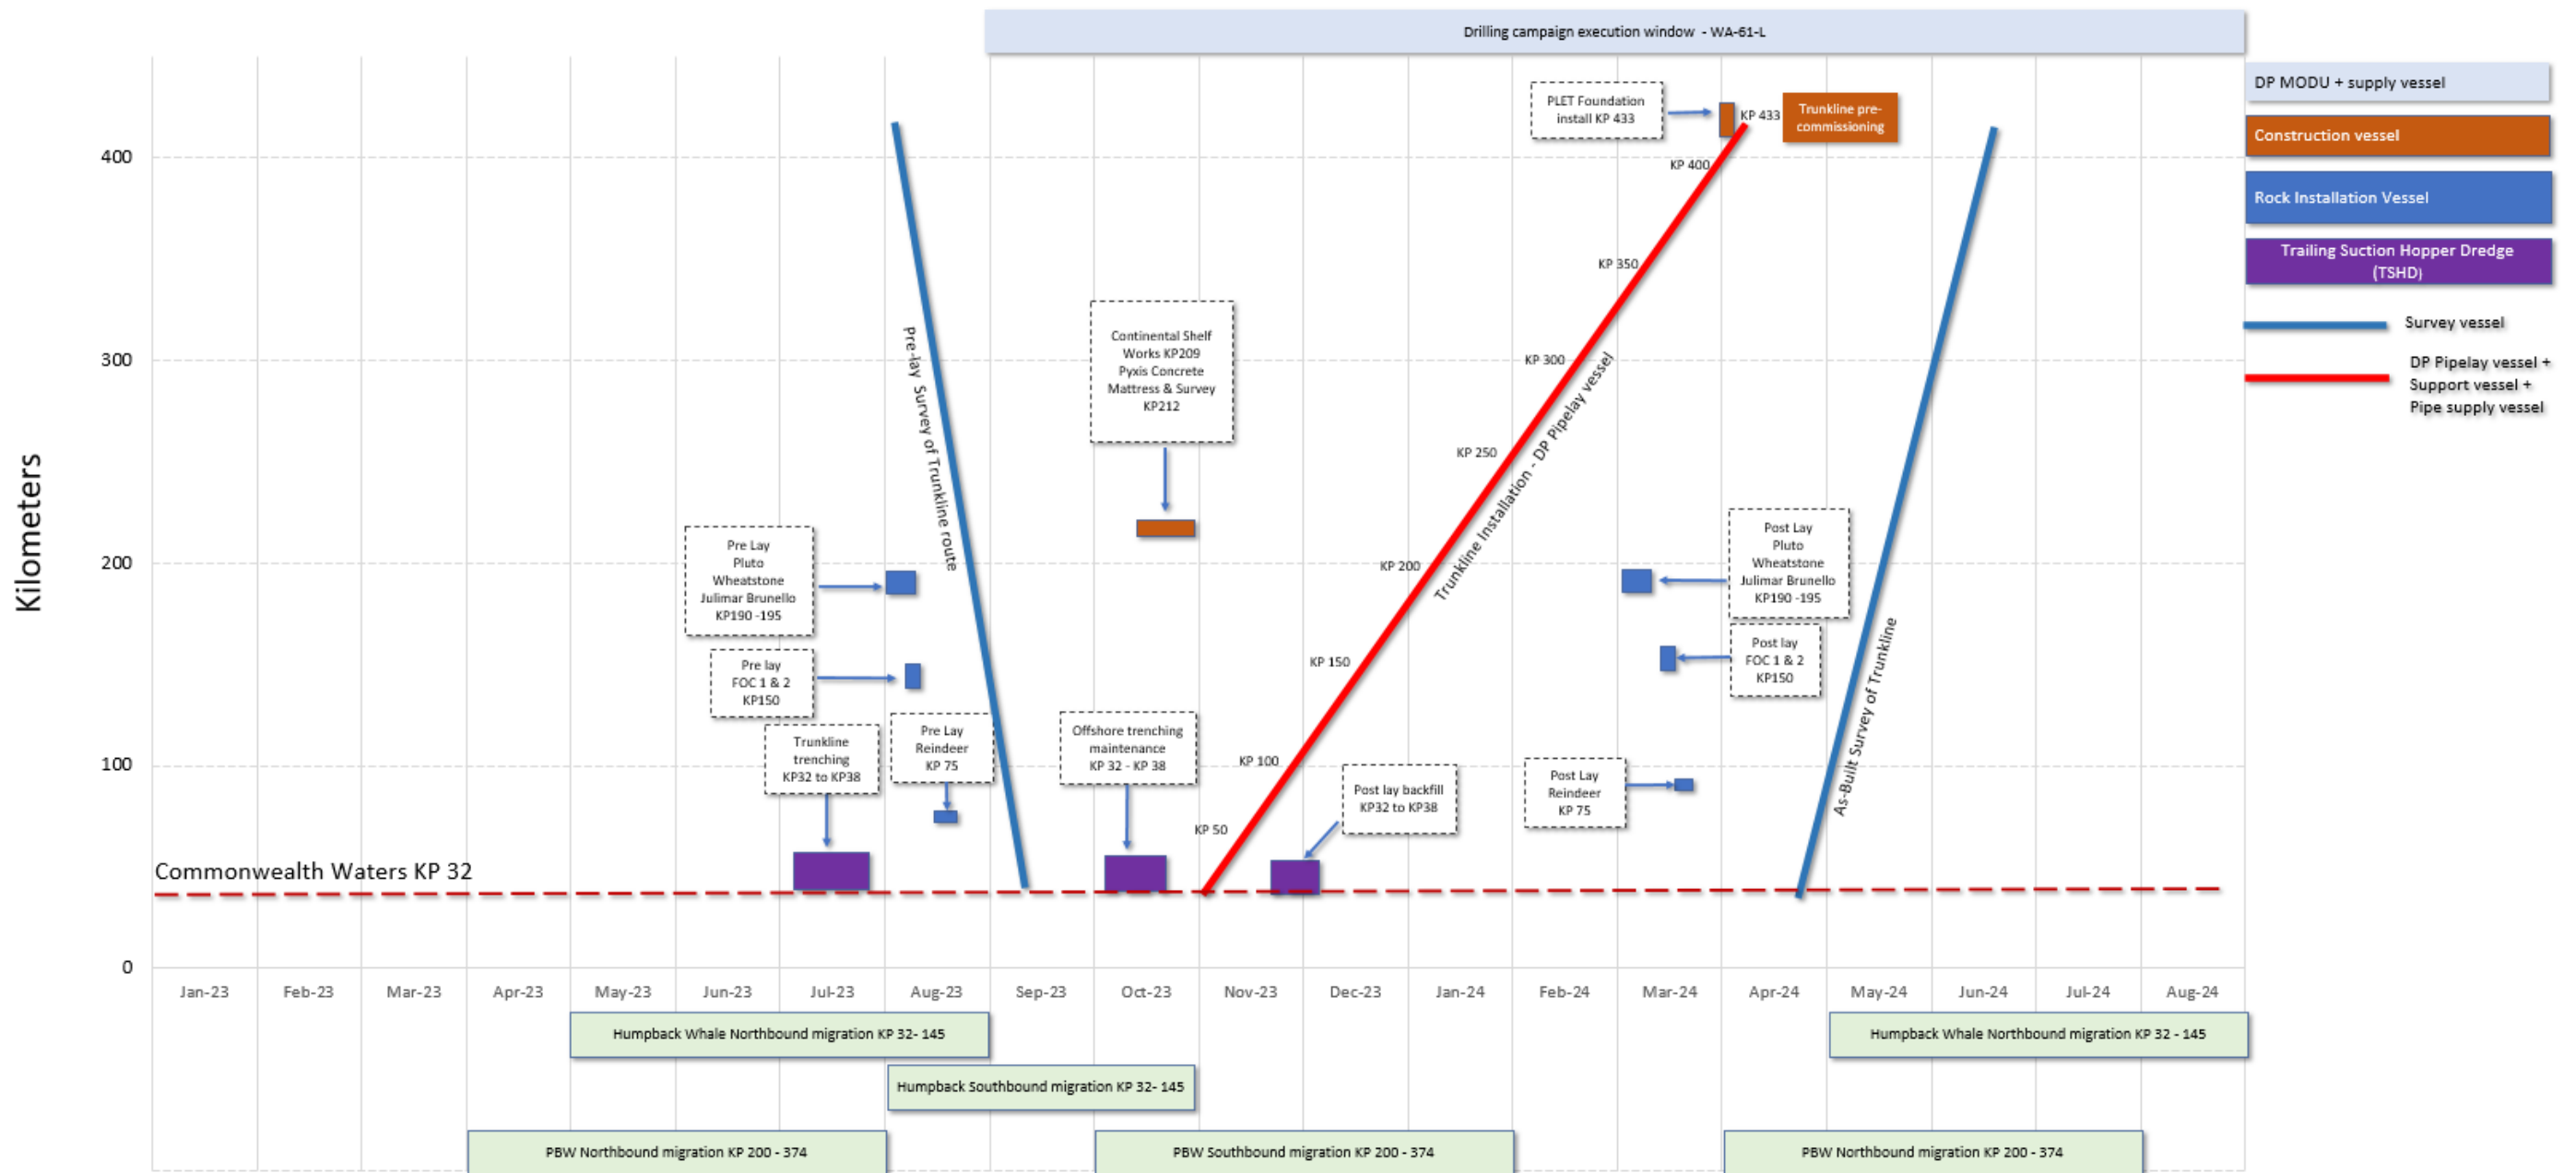 Drilling campaign execution window - WA-61-L
DP MODU + supply vessel
Construction vessel
Rock Installation Vessel
Trailing Suction Hopper Dredge
(TSHD)
Survey vessel
DP Pipelay vessel +
Support vessel +
Pipe supply vessel
Kilometers
400
300
200
100
0
PLET Foundation
install KP 433
KP 433
Trunkline pre-
commissioning
KP 400
KP 350
KP 300
KP 250
KP 200
KP 150
KP 100
KP 50
Pre-lay Survey of Trunkline route
Trunkline Installation - DP Pipelay vessel
As-Built Survey of Trunkline
Continental Shelf
Works KP209
Pyxis Concrete
Mattress & Survey
KP212
Pre Lay
Pluto
Wheatstone
Julimar Brunello
KP190 -195
Pre lay
FOC 1 & 2
KP150
Trunkline
trenching
KP32 to KP38
Pre Lay
Reindeer
KP 75
Offshore trenching
maintenance
KP 32 - KP 38
Post lay backfill
KP32 to KP38
Post Lay
Reindeer
KP 75
Post Lay
Pluto
Wheatstone
Julimar Brunello
KP190 -195
Post lay
FOC 1 & 2
KP150
Commonwealth Waters KP 32
Jan-23
Feb-23
Mar-23
Apr-23
May-23
Jun-23
Jul-23
Aug-23
Sep-23
Oct-23
Nov-23
Dec-23
Jan-24
Feb-24
Mar-24
Apr-24
May-24
Jun-24
Jul-24
Aug-24
Humpback Whale Northbound migration KP 32- 145
Humpback Whale Northbound migration KP 32 - 145
Humpback Southbound migration KP 32- 145
PBW Northbound migration KP 200 - 374
PBW Southbound migration KP 200 - 374
PBW Northbound migration KP 200 - 374